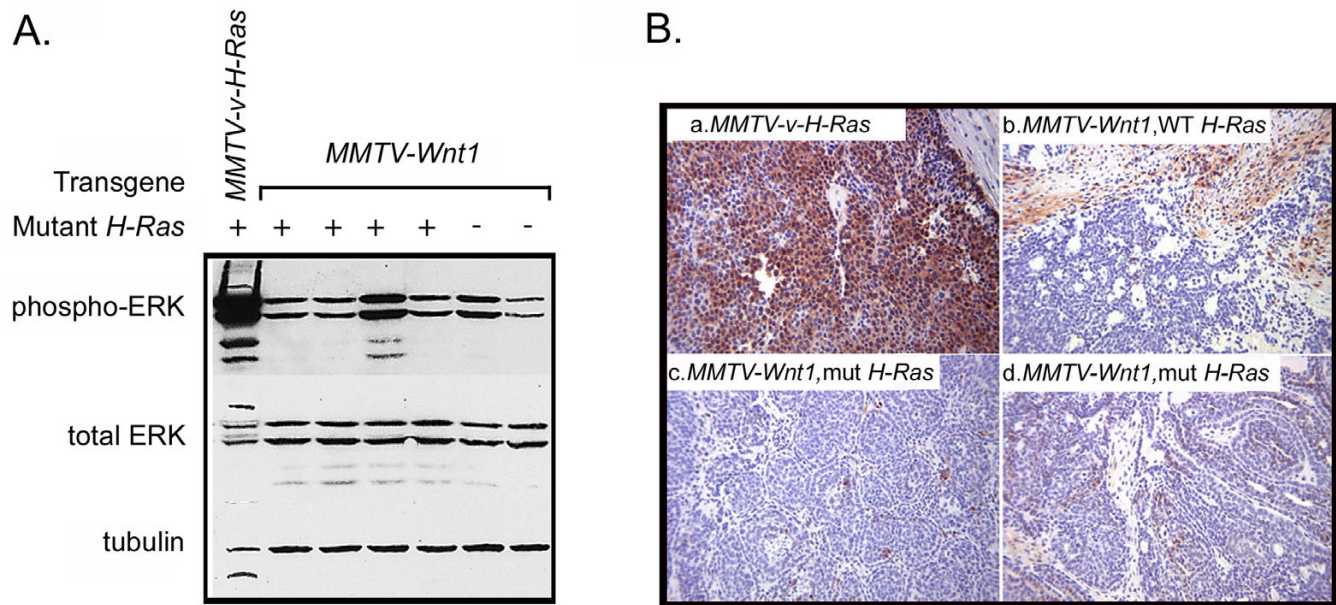 A.
MMTV-v-H-Ras
MMTV-Wnt1
Transgene
Mutant H-Ras + + + + + - -
phospho-ERK
total ERK
tubulin
B.
a.MMTV-v-H-Ras
b.MMTV-Wnt1,WT H-Ras
c.MMTV-Wnt1,mut H-Ras
d.MMTV-Wnt1,mut H-Ras